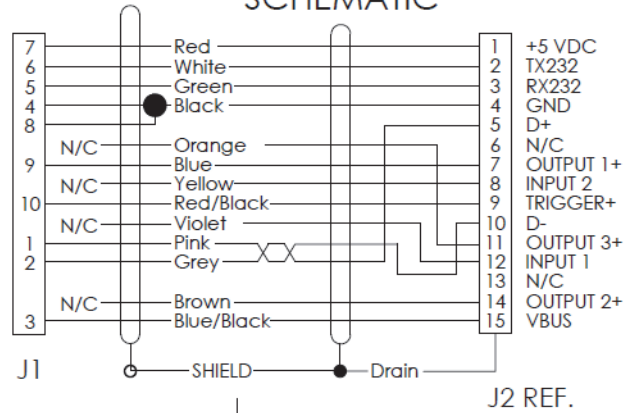 SCHEMATIC
7 Red 1 +5 VDC
6 White 2 TX232
5 Green 3 RX232
4 Black 4 GND
8 5 D+
N/C Orange 6 N/C
9 Blue 7 OUTPUT 1+
N/C Yellow 8 INPUT 2
10 Red/Black 9 TRIGGER+
N/C Violet 10 D-
1 Pink 11 OUTPUT 3+
2 Grey 12 INPUT 1
13 N/C
N/C Brown 14 OUTPUT 2+
3 Blue/Black 15 VBUS
J1 SHIELD Drain
J2 REF.